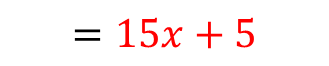 = 15x + 5